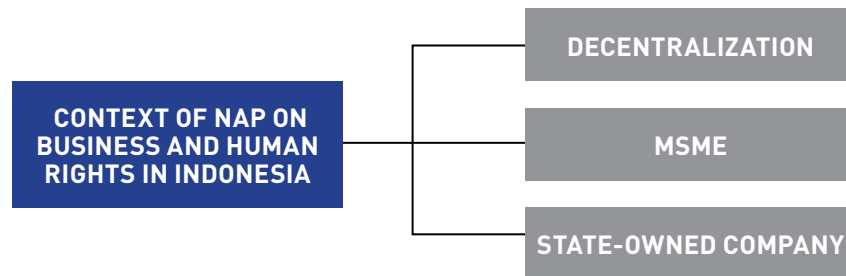 CONTEXT OF NAP ON
BUSINESS AND HUMAN
RIGHTS IN INDONESIA
DECENTRALIZATION
MSME
STATE-OWNED COMPANY